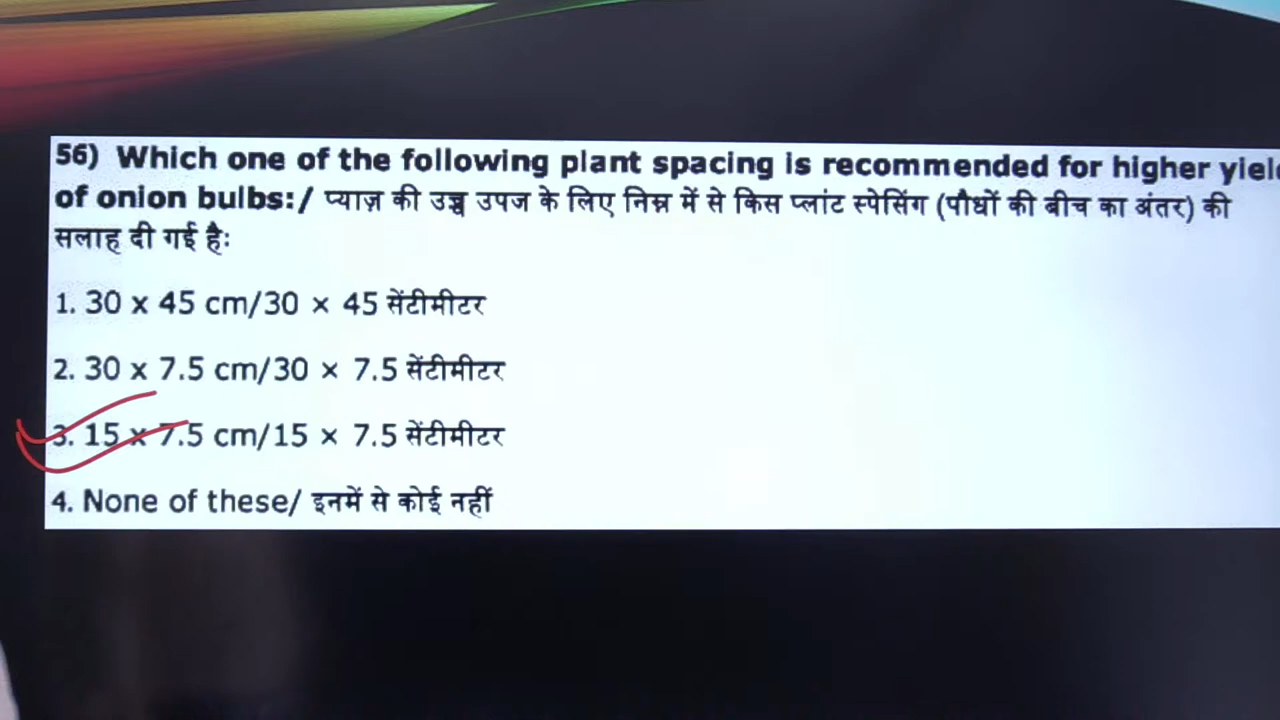 56) Which one of the following plant spacing is recommended for higher yield
of onion bulbs:/ प्याज़ की उच्च उपज के लिए निम्न में से किस प्लांट स्पेसिंग (पौधों की बीच का अंतर) की
सलाह दी गई है:
1. 30 x 45 cm/30 × 45 सेंटीमीटर
2. 30 x 7.5 cm/30 × 7.5 सेंटीमीटर
3. 15 x 7.5 cm/15 × 7.5 सेंटीमीटर
4. None of these/ इनमें से कोई नहीं